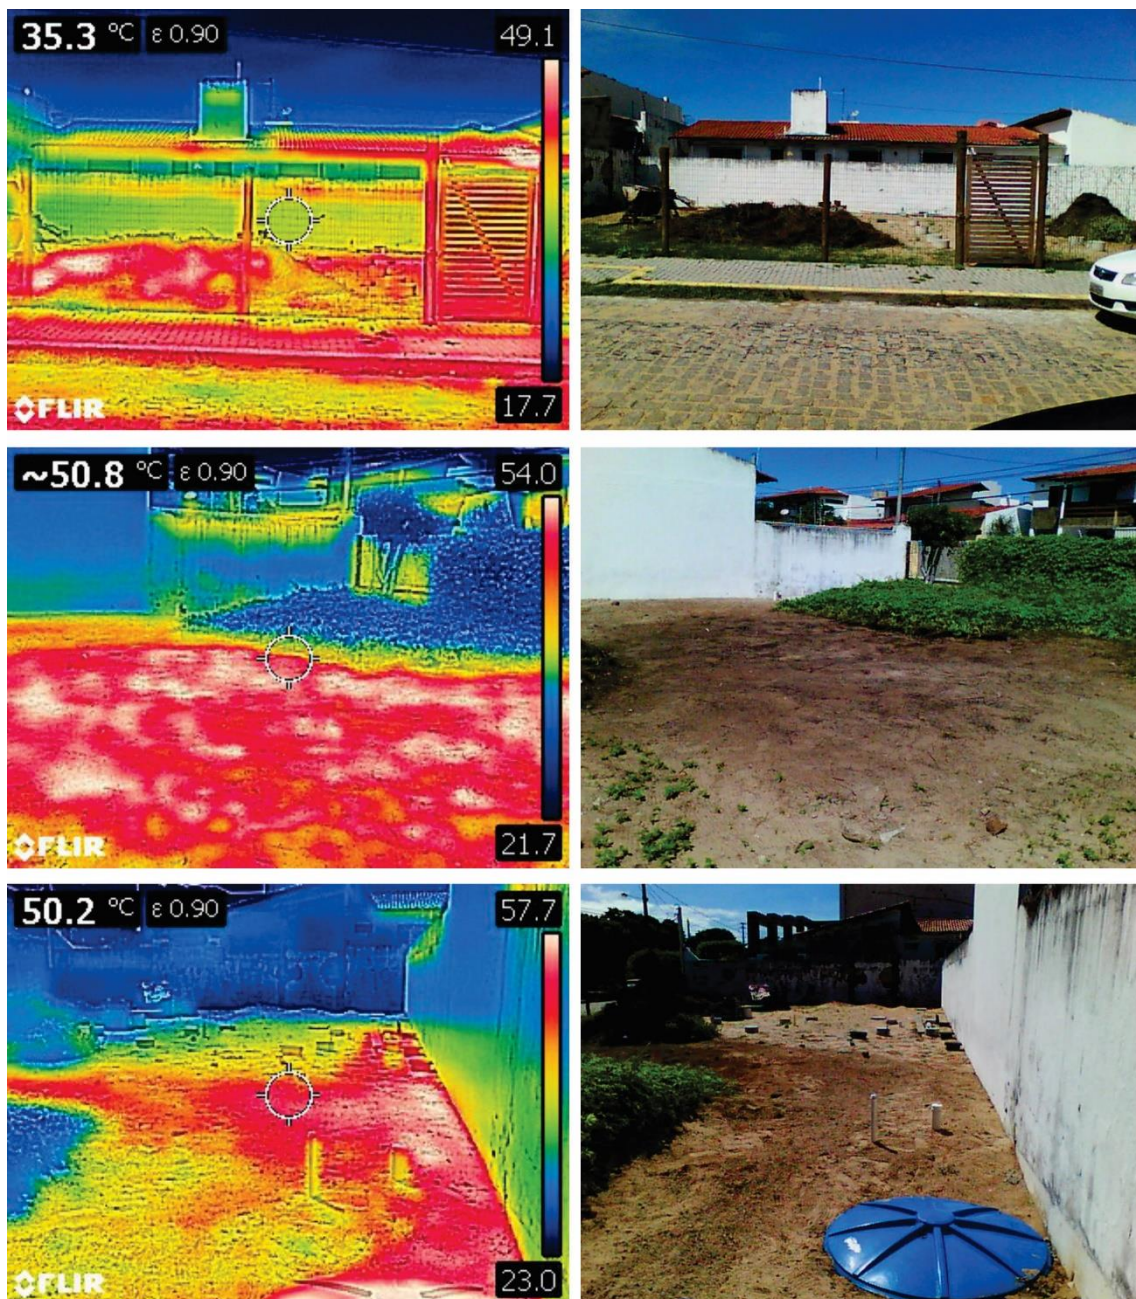 35.3 °C ε 0.90 49.1
FLIR 17.7
~50.8 °C ε 0.90 54.0
FLIR 21.7
50.2 °C ε 0.90 57.7
FLIR 23.0